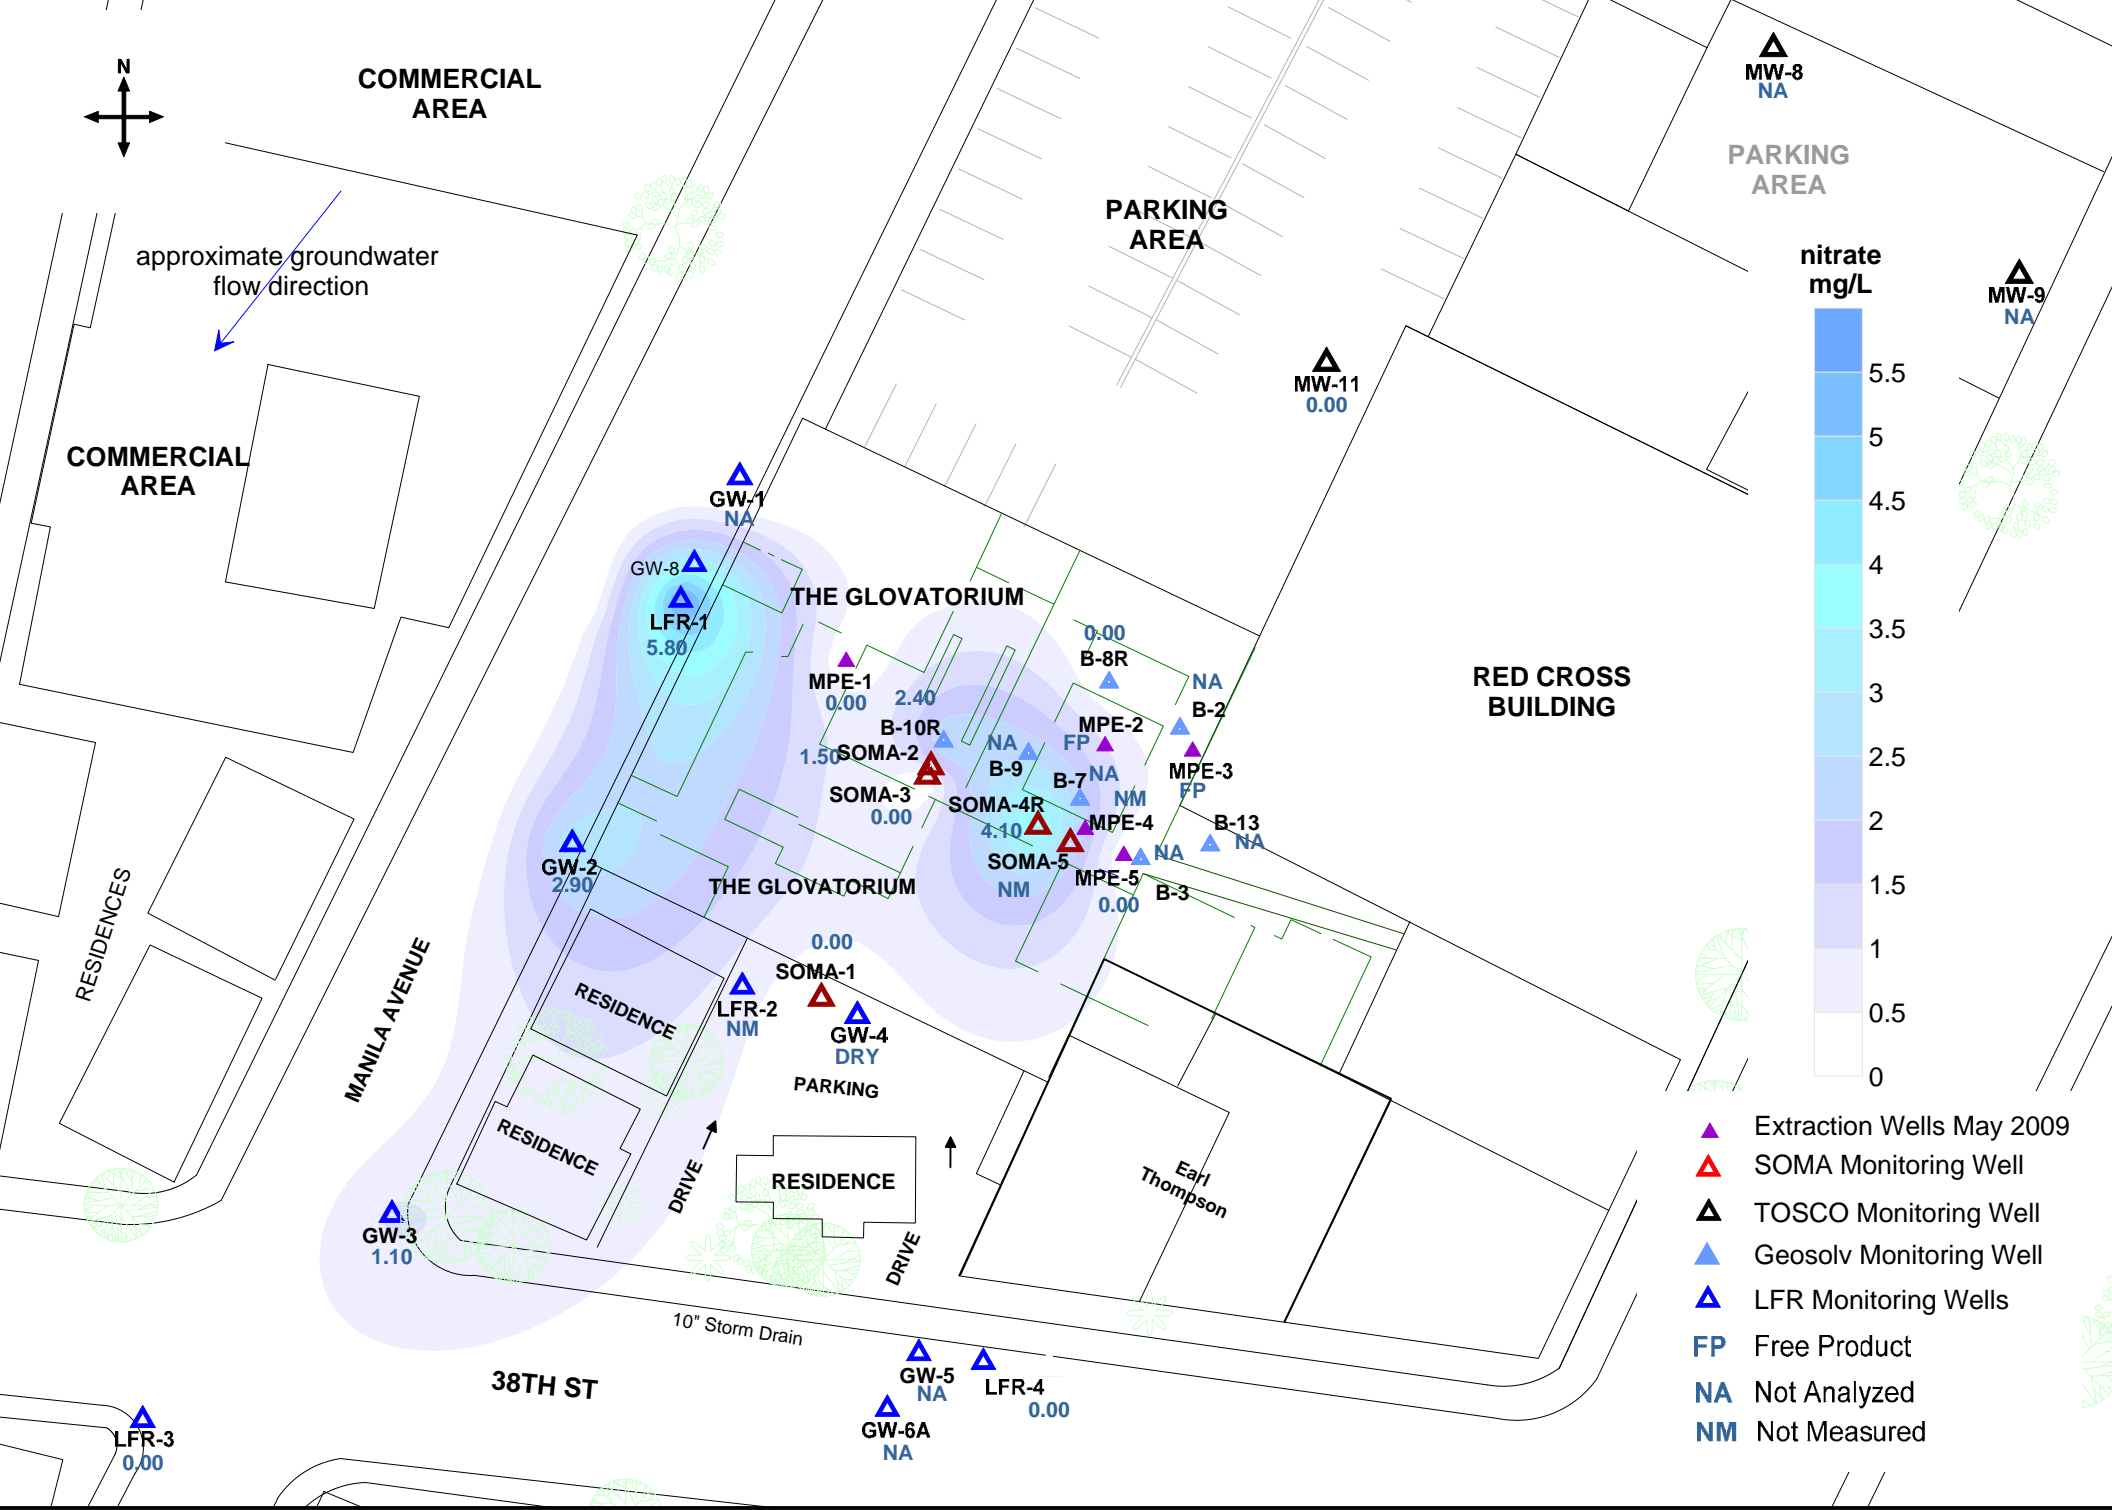 N
COMMERCIAL
AREA
MW-8
NA
PARKING
AREA
PARKING
AREA
approximate groundwater
flow direction
nitrate
mg/L
MW-9
NA
5.5
5
4.5
4
3.5
3
2.5
2
1.5
1
0.5
0
MW-11
0.00
COMMERCIAL
AREA
GW-1
NA
GW-8
LFR-1
5.80
THE GLOVATORIUM
0.00
B-8R
MPE-1
0.00
2.40
NA
B-2
RED CROSS
BUILDING
B-10R
MPE-2
FP
NA
B-9
1.50
SOMA-2
MPE-3
FP
B-7
NA
SOMA-3
0.00
SOMA-4R
4.10
NM
MPE-4
B-13
NA
SOMA-5
NM
NA
MPE-5
0.00
B-3
GW-2
2.90
THE GLOVATORIUM
RESIDENCES
MANILA AVENUE
0.00
SOMA-1
RESIDENCE
LFR-2
NM
GW-4
DRY
PARKING
RESIDENCE
DRIVE
RESIDENCE
Earl
Thompson
GW-3
1.10
DRIVE
10" Storm Drain
38TH ST
GW-5
NA
LFR-4
0.00
GW-6A
NA
LFR-3
0.00
Extraction Wells May 2009
SOMA Monitoring Well
TOSCO Monitoring Well
Geosolv Monitoring Well
LFR Monitoring Wells
FP Free Product
NA Not Analyzed
NM Not Measured